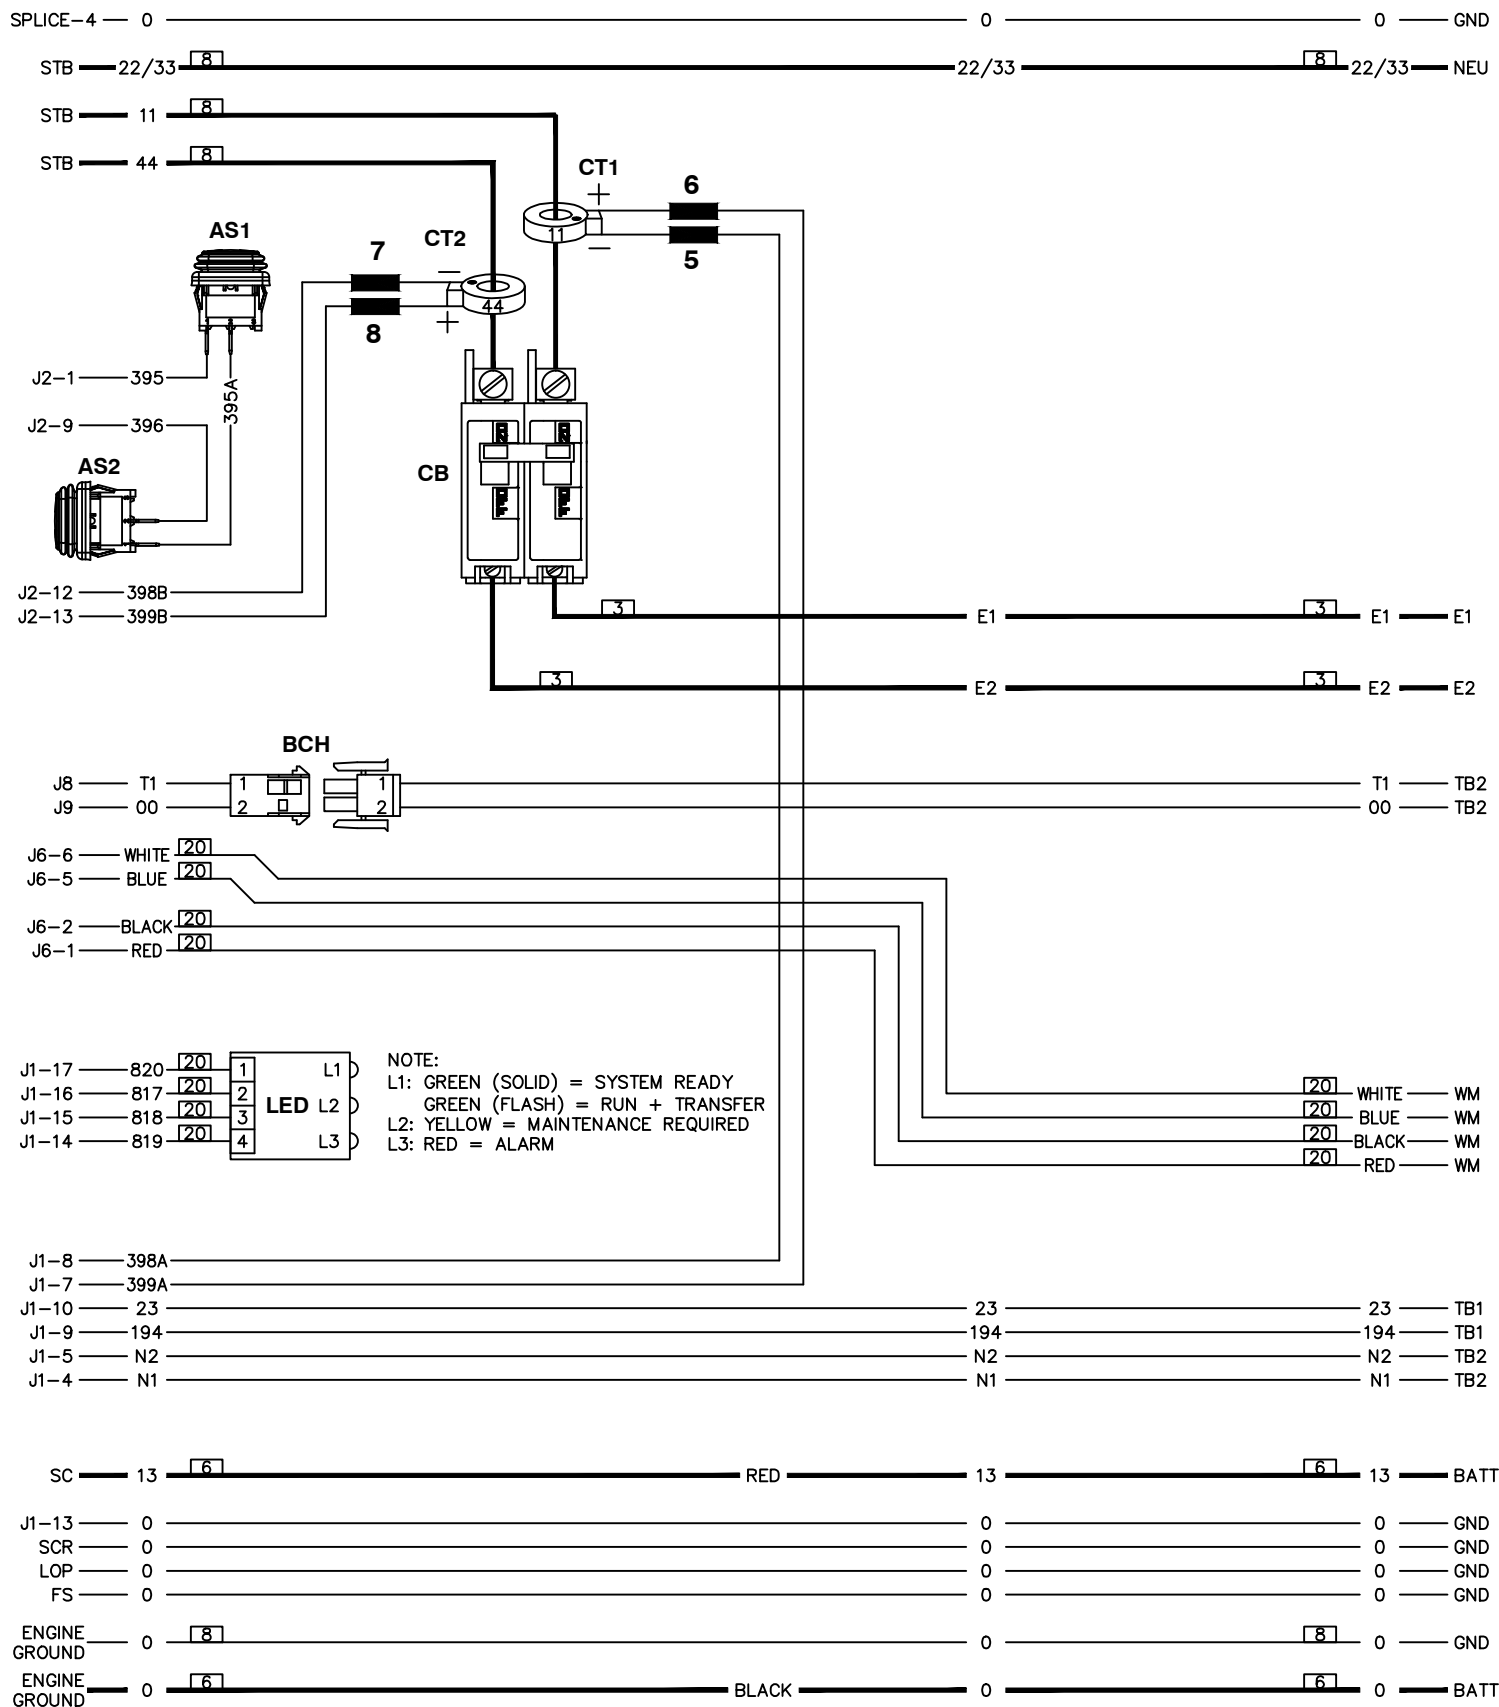 SPLICE-4 0 0 0 GND
STB 22/33 8 22/33 8 22/33 NEU
STB 11 8
STB 44 8
CT1
+
6
11
−
5
AS1
CT2
7
−
44
+
8
J2-1 395
395A
J2-9 396
AS2
CB
J2-12 398B
J2-13 399B
3 E1 3 E1 E1
3 E2 3 E2 E2
BCH
J8 T1 1 1 T1 TB2
J9 00 2 2 00 TB2
J6-6 WHITE 20
J6-5 BLUE 20
J6-2 BLACK 20
J6-1 RED 20
J1-17 820 20 1 L1
J1-16 817 20 2
LED L2
J1-15 818 20 3
J1-14 819 20 4 L3
NOTE:
L1: GREEN (SOLID) = SYSTEM READY
GREEN (FLASH) = RUN + TRANSFER
L2: YELLOW = MAINTENANCE REQUIRED
L3: RED = ALARM
20 WHITE WM
20 BLUE WM
20 BLACK WM
20 RED WM
J1-8 398A
J1-7 399A
J1-10 23 23 23 TB1
J1-9 194 194 194 TB1
J1-5 N2 N2 N2 TB2
J1-4 N1 N1 N1 TB2
SC 13 6 RED 13 6 13 BATT
J1-13 0 0 0 GND
SCR 0 0 0 GND
LOP 0 0 0 GND
FS 0 0 0 GND
ENGINE
GROUND 0 8 0 8 0 GND
ENGINE
GROUND 0 6 BLACK 0 6 0 BATT